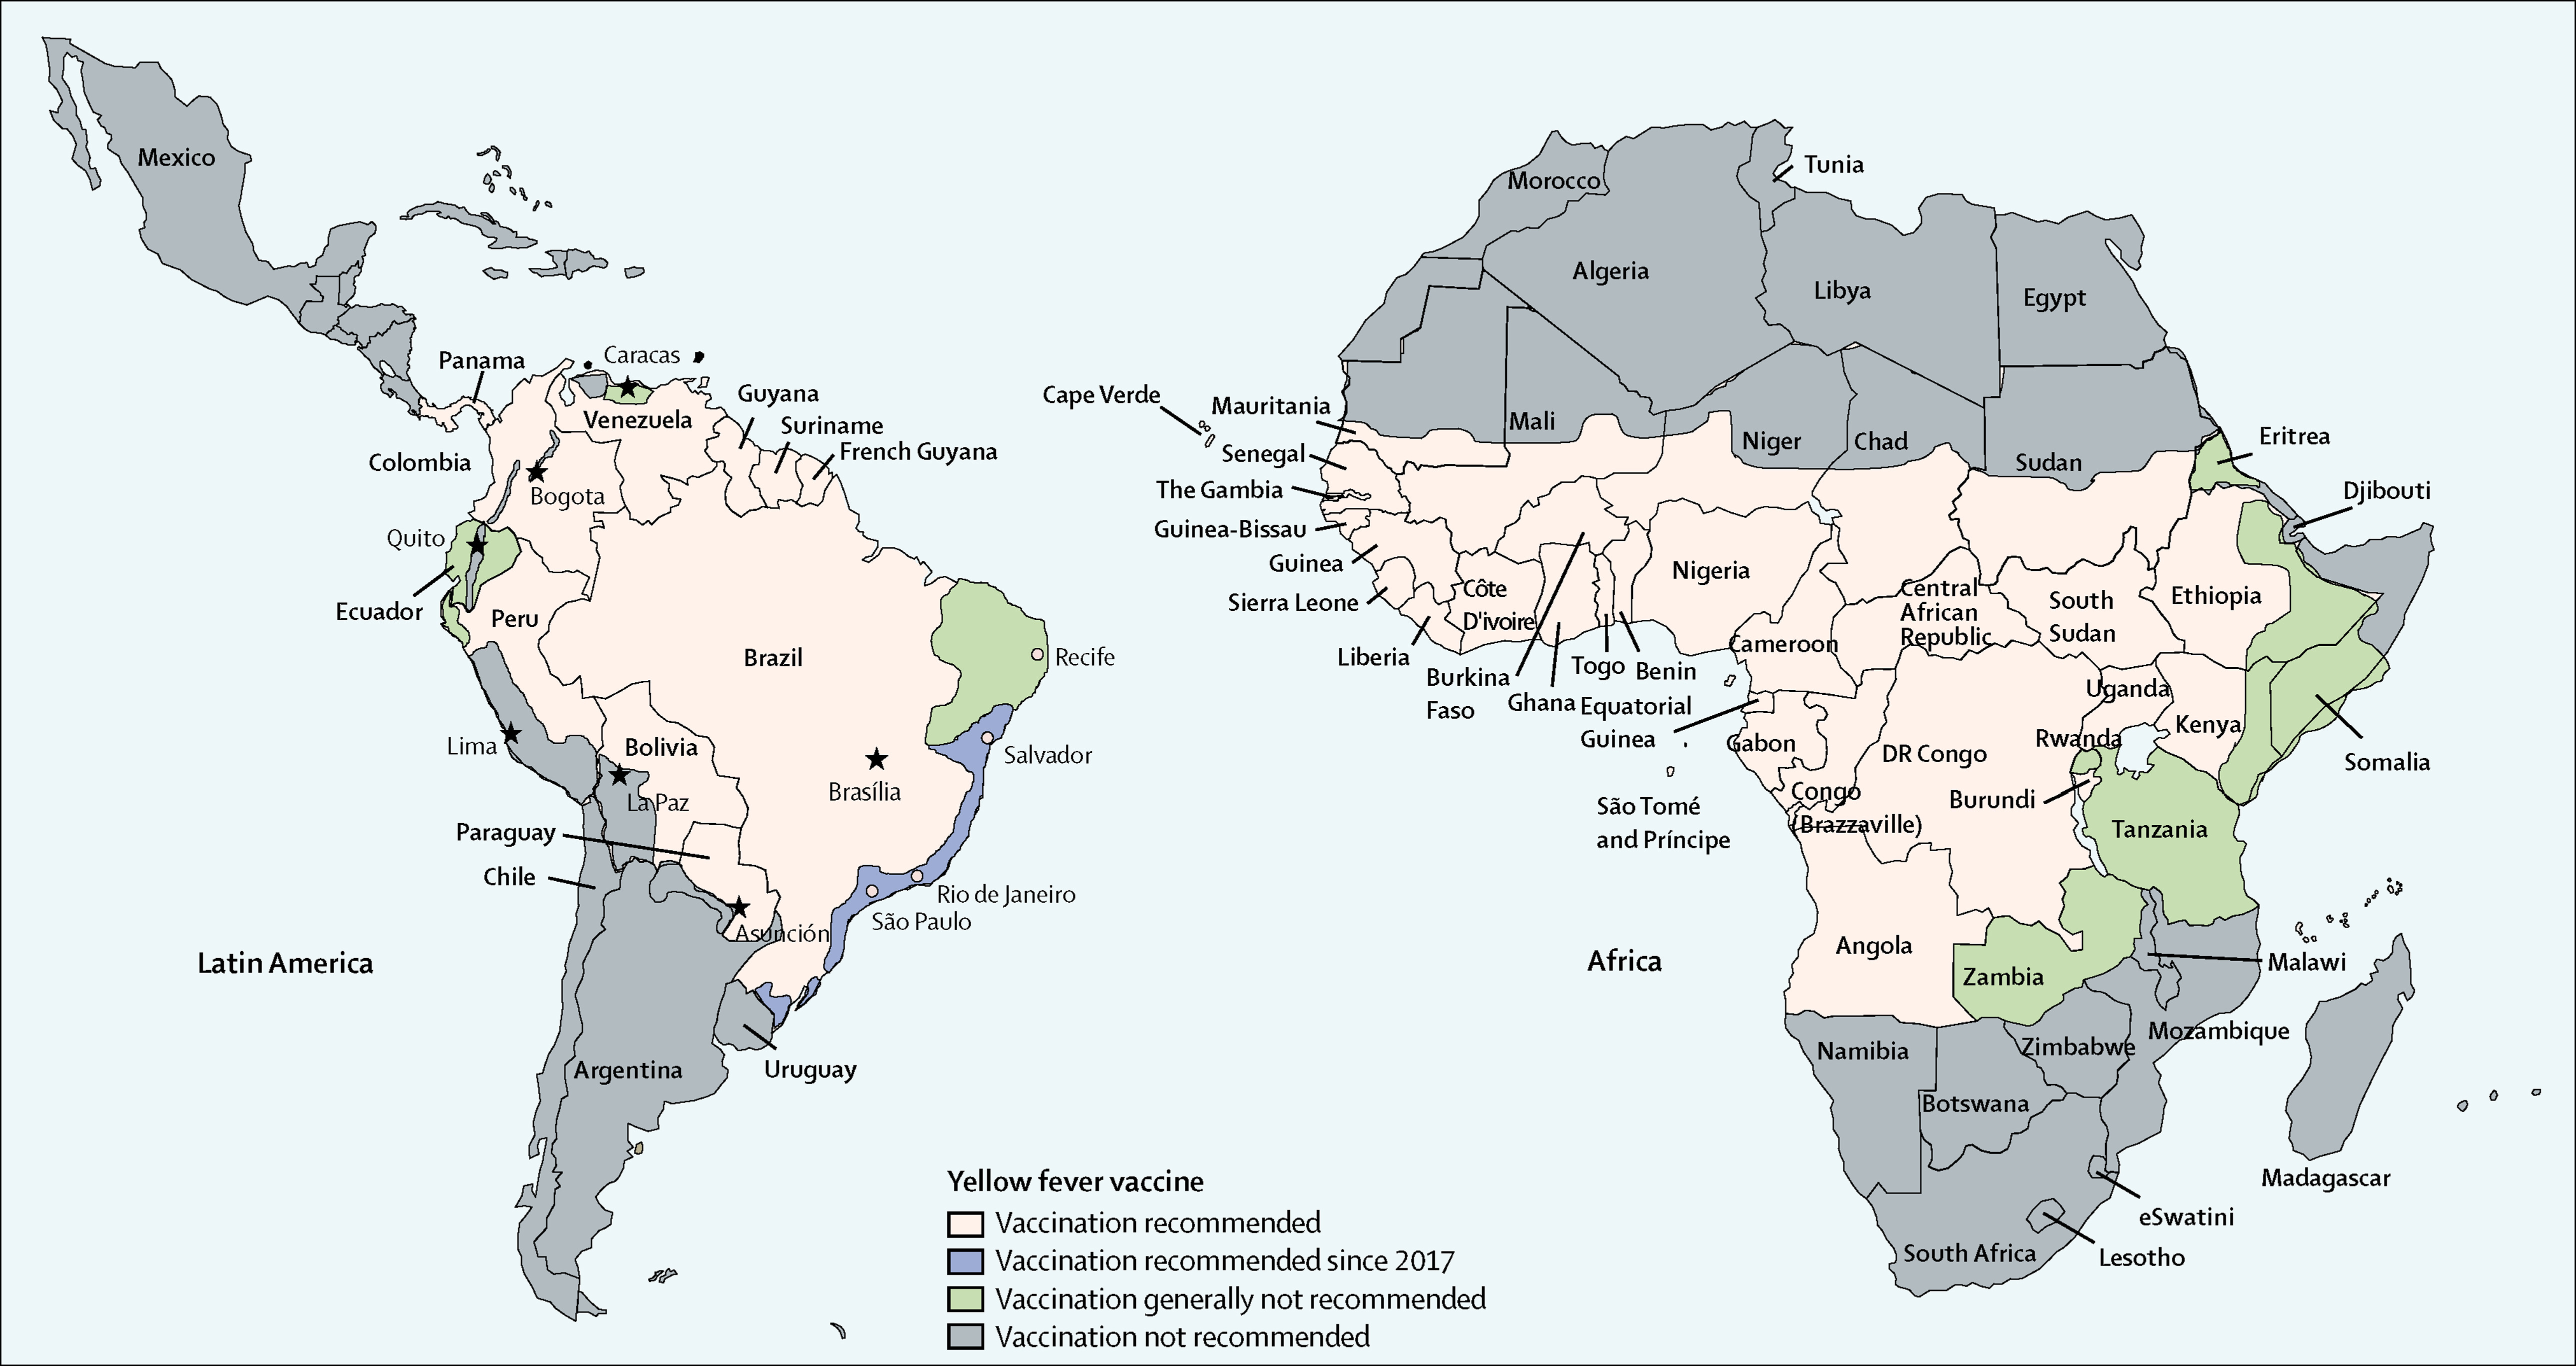 Mexico
Panama
Caracas
Guyana
Venezuela
Suriname
French Guyana
Colombia
Bogota
Quito
Ecuador
Peru
Brazil
Recife
Lima
Bolivia
Salvador
La Paz
Brasília
Paraguay
Chile
Rio de Janeiro
São Paulo
Asunción
Latin America
Argentina
Uruguay
Tunia
Morocco
Algeria
Libya
Egypt
Cape Verde
Mauritania
Mali
Niger
Chad
Sudan
Eritrea
Senegal
The Gambia
Djibouti
Guinea-Bissau
Guinea
Sierra Leone
Liberia
Côte
D'ivoire
Burkina
Faso
Ghana
Togo
Benin
Nigeria
Cameroon
Central
African
Republic
South
Sudan
Ethiopia
Equatorial
Guinea
Gabon
Congo
(Brazzaville)
DR Congo
Uganda
Kenya
Rwanda
Burundi
Somalia
São Tomé
and Príncipe
Tanzania
Africa
Angola
Zambia
Malawi
Mozambique
Namibia
Zimbabwe
Botswana
Madagascar
eSwatini
Lesotho
South Africa
Yellow fever vaccine
Vaccination recommended
Vaccination recommended since 2017
Vaccination generally not recommended
Vaccination not recommended